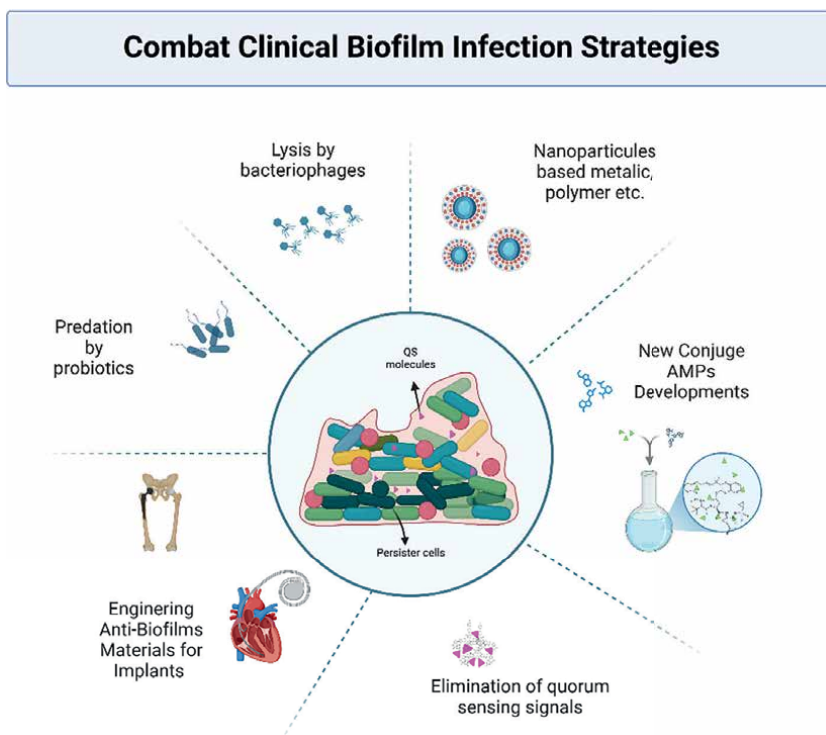 Combat Clinical Biofilm Infection Strategies
Lysis by
bacteriophages
Nanoparticules
based metalic,
polymer etc.
Predation
by
probiotics
QS
molecules
New Conjuge
AMPs
Developments
Persister cells
Enginering
Anti-Biofilms
Materials for
Implants
Elimination of quorum
sensing signals